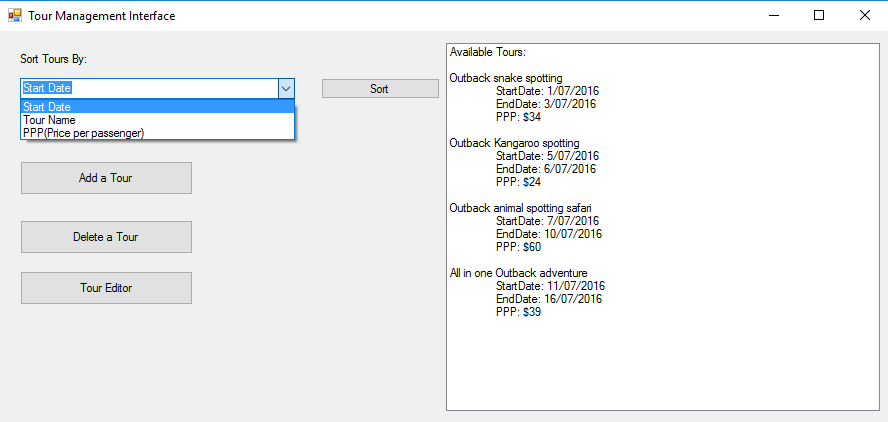 Tour Management Interface
Sort Tours By:
Start Date
Sort
Start Date
Tour Name
PPP(Price per passenger)
Add a Tour
Delete a Tour
Tour Editor
Available Tours:
Outback snake spotting
StartDate: 1/07/2016
EndDate: 3/07/2016
PPP: $34
Outback Kangaroo spotting
StartDate: 5/07/2016
EndDate: 6/07/2016
PPP: $24
Outback animal spotting safari
StartDate: 7/07/2016
EndDate: 10/07/2016
PPP: $60
All in one Outback adventure
StartDate: 11/07/2016
EndDate: 16/07/2016
PPP: $39